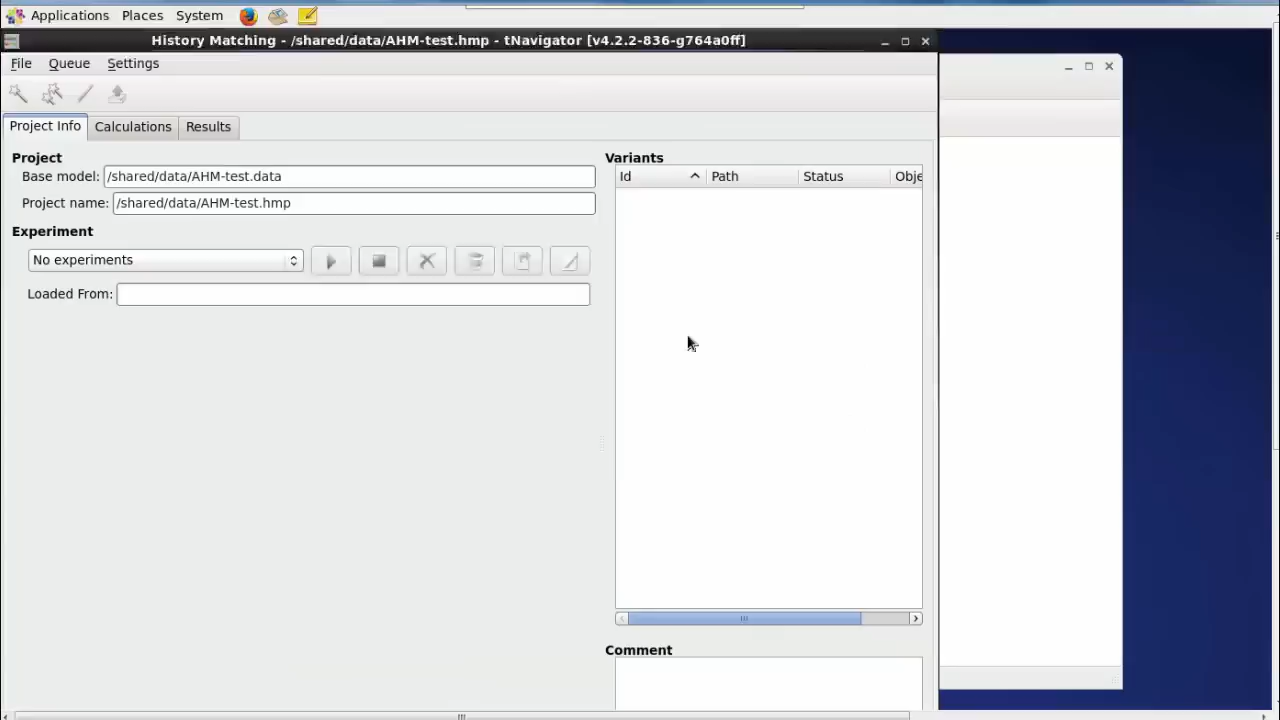 Applications Places System
History Matching - /shared/data/AHM-test.hmp - tNavigator [v4.2.2-836-g764a0ff]
File Queue Settings
Project Info Calculations Results
Project
Base model: /shared/data/AHM-test.data
Project name: /shared/data/AHM-test.hmp
Experiment
No experiments
Loaded From:
Variants
Id Path Status Obje
Comment